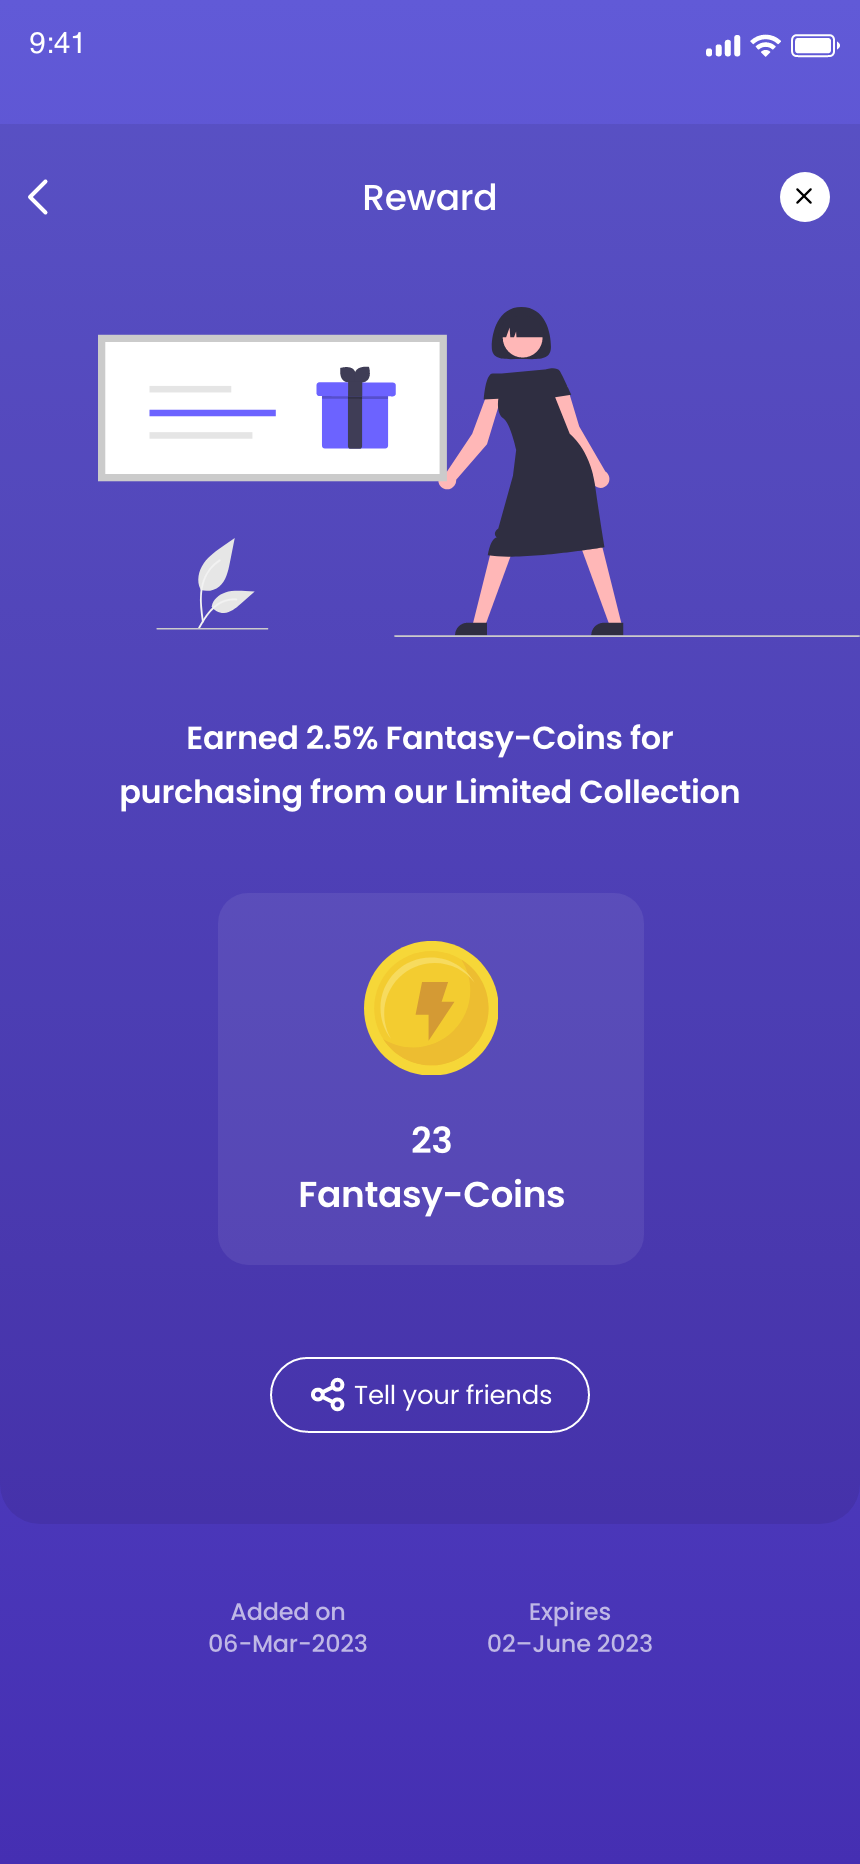 9:41
Reward
Earned 2.5% Fantasy-Coins for
purchasing from our Limited Collection
23
Fantasy-Coins
Tell your friends
Added on
06-Mar-2023
Expires
02–June 2023